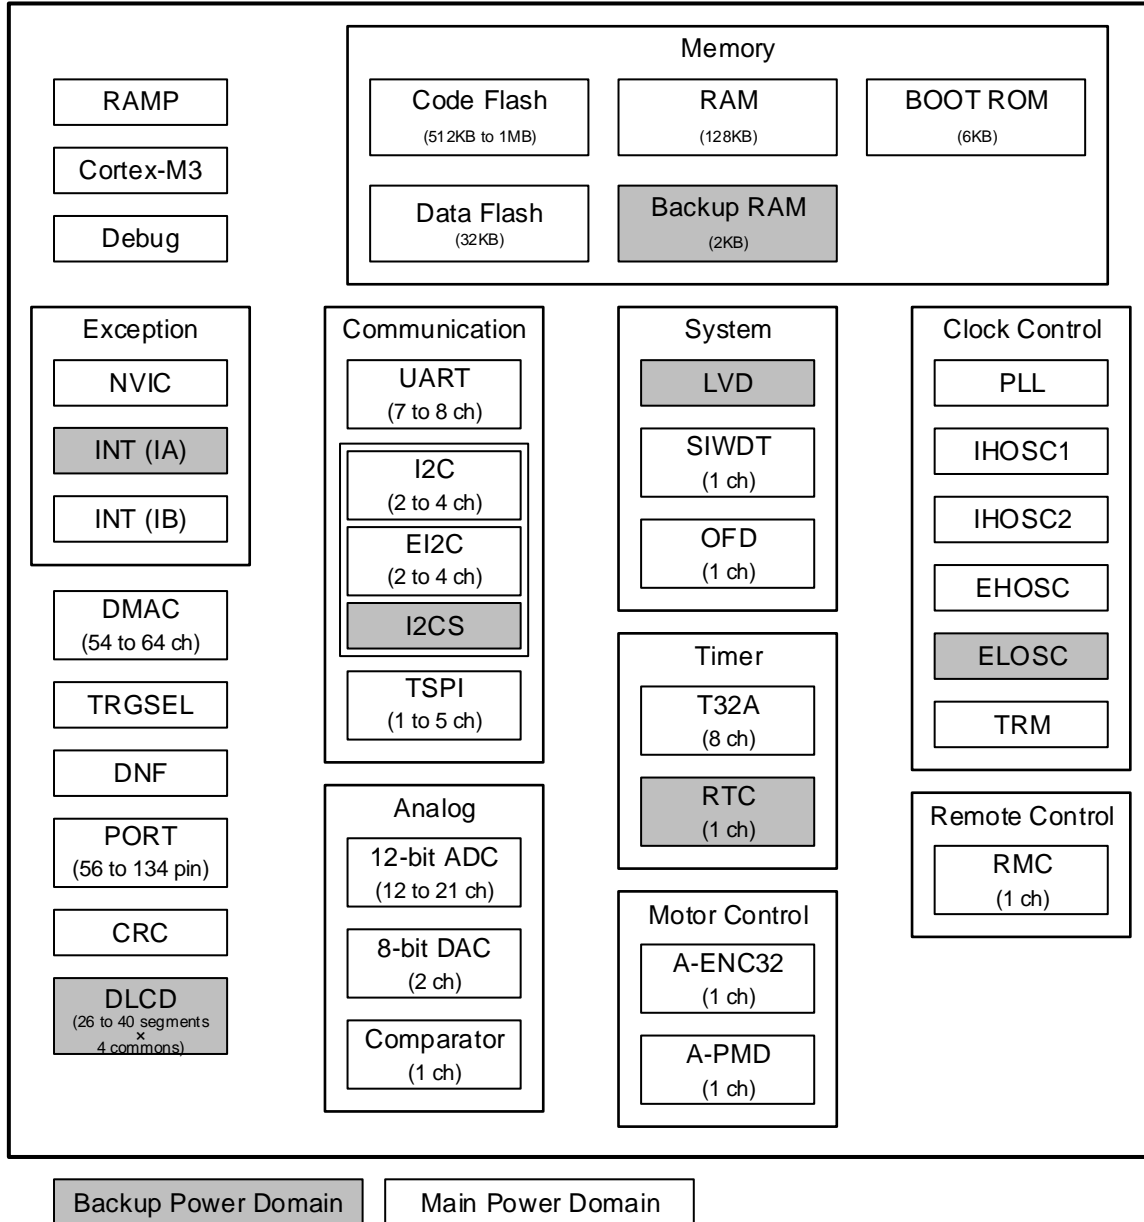 RAMP
Cortex-M3
Debug
Memory
Code Flash
(512KB to 1MB)
RAM
(128KB)
BOOT ROM
(6KB)
Data Flash
(32KB)
Backup RAM
(2KB)
Exception
NVIC
INT (IA)
INT (IB)
DMAC
(54 to 64 ch)
TRGSEL
DNF
PORT
(56 to 134 pin)
CRC
DLCD
(26 to 40 segments
×
4 commons)
Communication
UART
(7 to 8 ch)
I2C
(2 to 4 ch)
EI2C
(2 to 4 ch)
I2CS
TSPI
(1 to 5 ch)
Analog
12-bit ADC
(12 to 21 ch)
8-bit DAC
(2 ch)
Comparator
(1 ch)
System
LVD
SIWDT
(1 ch)
OFD
(1 ch)
Timer
T32A
(8 ch)
RTC
(1 ch)
Motor Control
A-ENC32
(1 ch)
A-PMD
(1 ch)
Clock Control
PLL
IHOSC1
IHOSC2
EHOSC
ELOSC
TRM
Remote Control
RMC
(1 ch)
Backup Power Domain
Main Power Domain